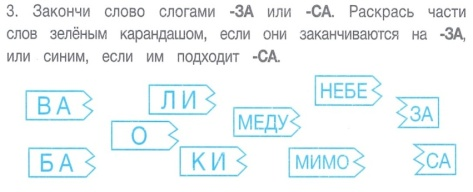 3. Закончи слово слогами -ЗА или -СА. Раскрась части
слов зелёным карандашом, если они заканчиваются на -ЗА,
или синим, если им подходит -СА.
ВА
ЛИ
НЕБЕ
ЗА
О
МЕДУ
БА
КИ
МИМО
СА